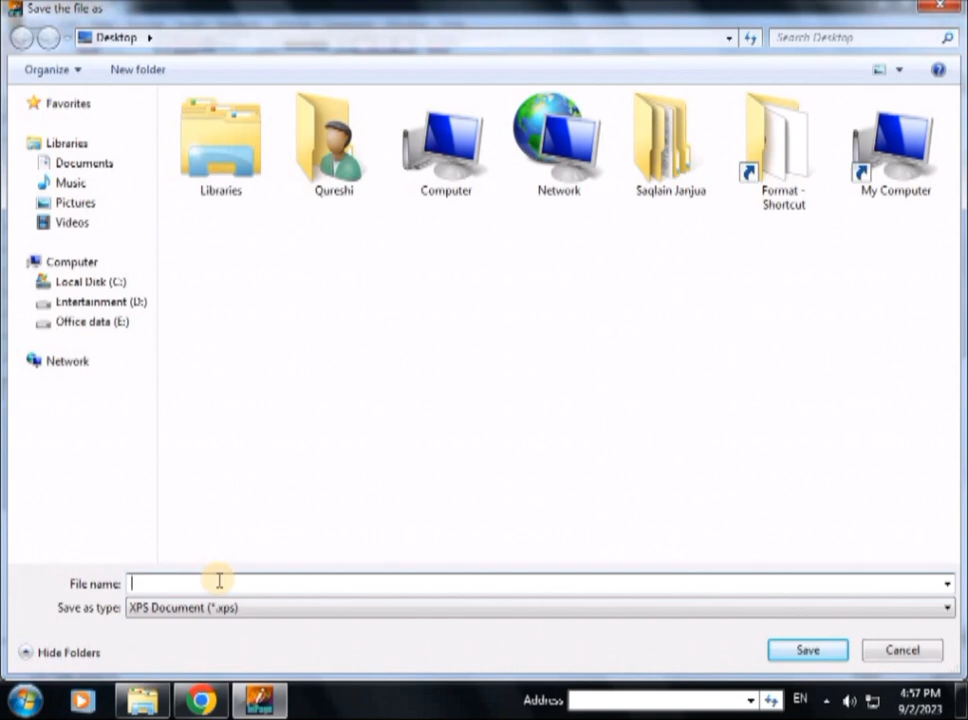 Save the file as
Desktop
Search Desktop
Organize
New folder
Favorites
Libraries
Documents
Music
Pictures
Videos
Computer
Local Disk (C:)
Entertainment (D:)
Office data (E:)
Network
Libraries
Qureshi
Computer
Network
Saqlain Janjua
Format -
Shortcut
My Computer
File name:
Save as type: XPS Document (*.xps)
Hide Folders
Save
Cancel
InPage
Address
EN
4:57 PM
9/2/2023